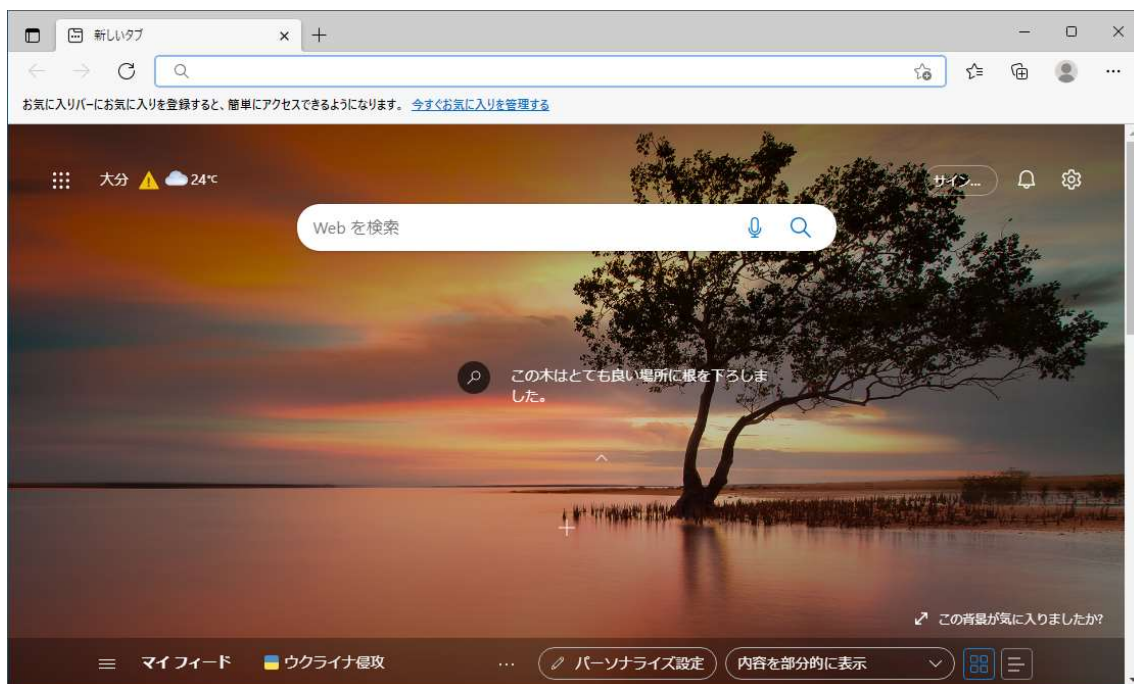 新しいタブ
お気に入りバーにお気に入りを登録すると、簡単にアクセスできるようになります。 今すぐお気に入りを管理する
大分 24℃
サイン...
Web を検索
この木はとても良い場所に根を下ろしま
した。
この背景が気に入りましたか?
マイ フィード ウクライナ侵攻 ... パーソナライズ設定 内容を部分的に表示